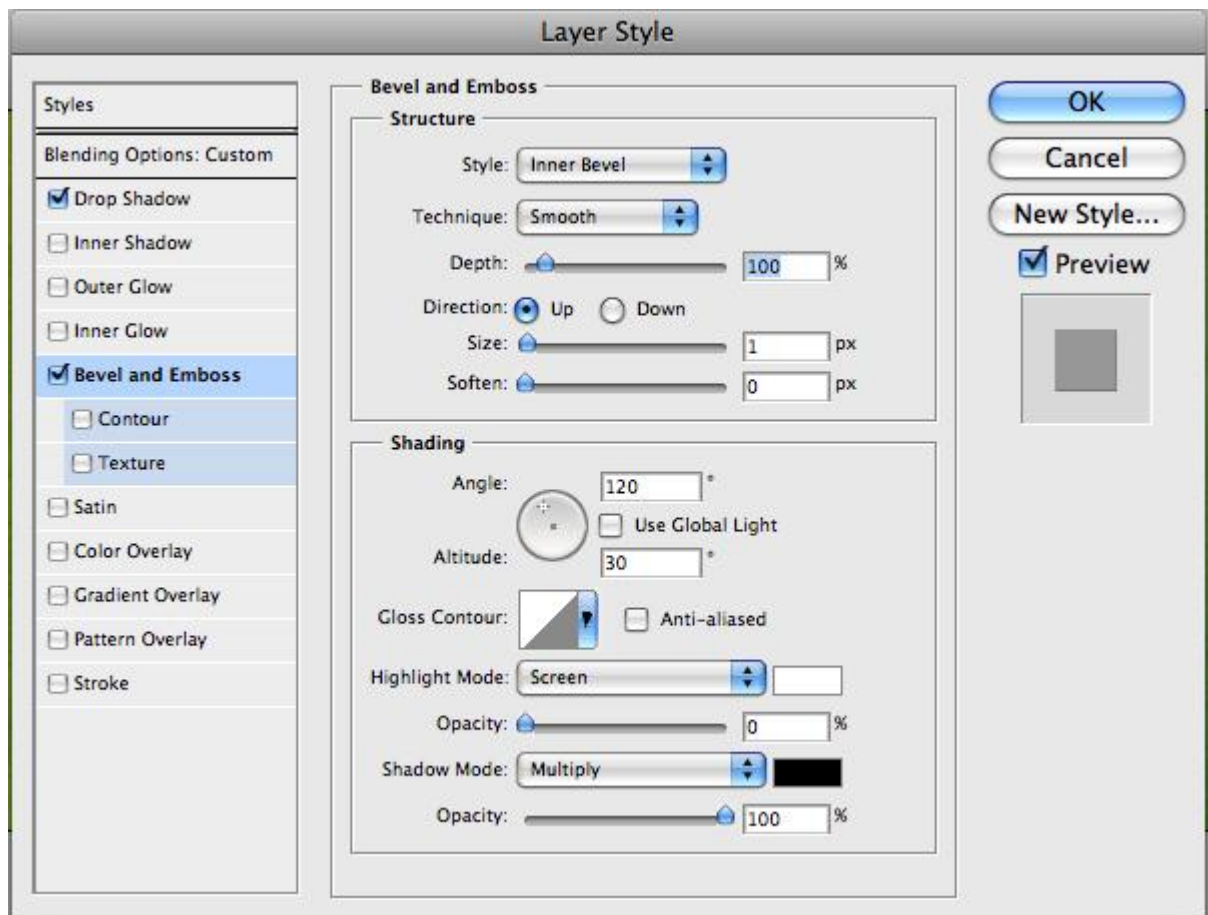 Layer Style
Styles
Blending Options: Custom
Drop Shadow
Inner Shadow
Outer Glow
Inner Glow
Bevel and Emboss
Contour
Texture
Satin
Color Overlay
Gradient Overlay
Pattern Overlay
Stroke
Bevel and Emboss
Structure
Style: Inner Bevel
Technique: Smooth
Depth: 100 %
Direction: Up Down
Size: 1 px
Soften: 0 px
Shading
Angle: 120 °
Use Global Light
Altitude: 30 °
Gloss Contour: Anti-aliased
Highlight Mode: Screen
Opacity: 0 %
Shadow Mode: Multiply
Opacity: 100 %
OK
Cancel
New Style...
Preview